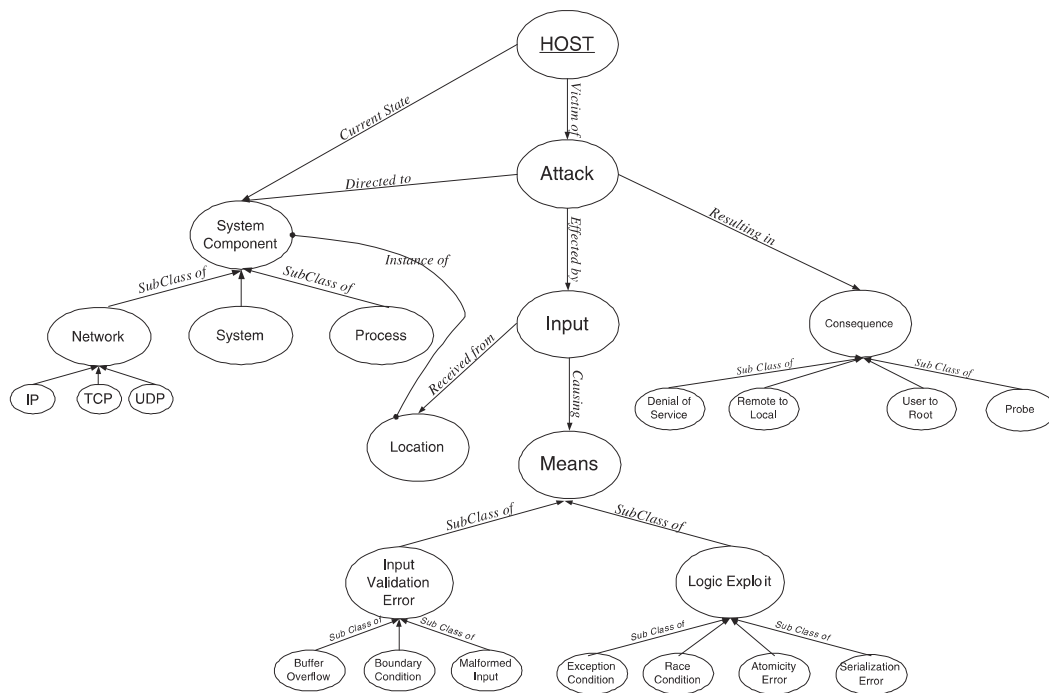 HOST
Current State
Victim of
Attack
Directed to
Resulting in
System
Component
Effected by
Instance of
SubClass of
SubClass of
Network
System
Process
Input
Consequence
Received from
Causing
Sub Class of
Sub Class of
IP
TCP
UDP
Denial of
Service
Remote to
Local
User to
Root
Probe
Location
Means
SubClass of
SubClass of
Input
Validation
Error
Logic Exploit
Sub Class of
Sub Class of
Sub Class of
Sub Class of
Buffer
Overflow
Boundary
Condition
Malformed
Input
Exception
Condition
Race
Condition
Atomicity
Error
Serialization
Error